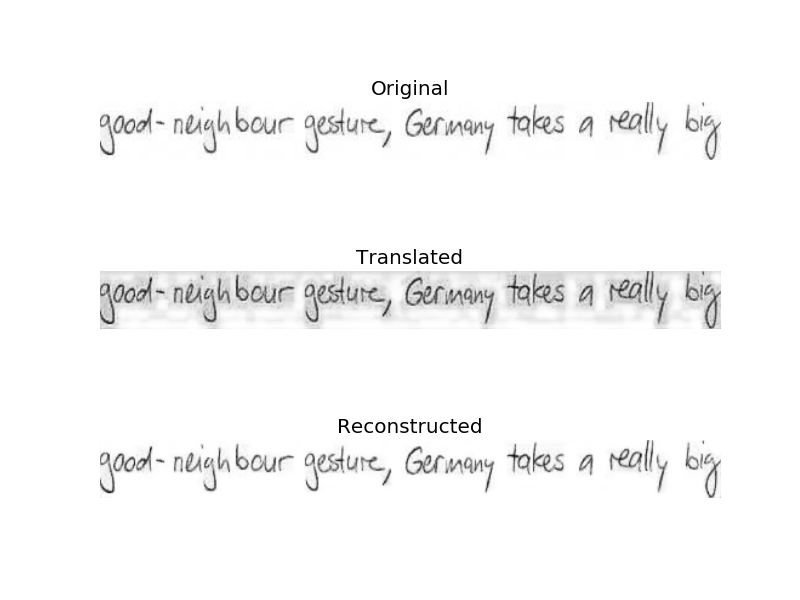 Original
good-neighbour gesture, Germany takes a really big
Translated
good-neighbour gesture, Germany takes a really big
Reconstructed
good-neighbour gesture, Germany takes a really big